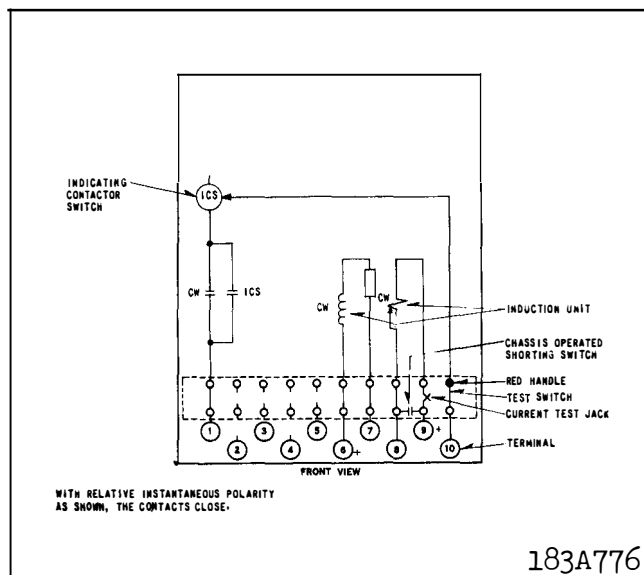 ICS
INDICATING
CONTACTOR
SWITCH
CW
ICS
CW
CW
INDUCTION UNIT
CHASSIS OPERATED
SHORTING SWITCH
RED HANDLE
TEST SWITCH
CURRENT TEST JACK
TERMINAL
1
3
5
7
9 +
2
4
6 +
8
10
FRONT VIEW
WITH RELATIVE INSTANTANEOUS POLARITY
AS SHOWN, THE CONTACTS CLOSE.
183A776